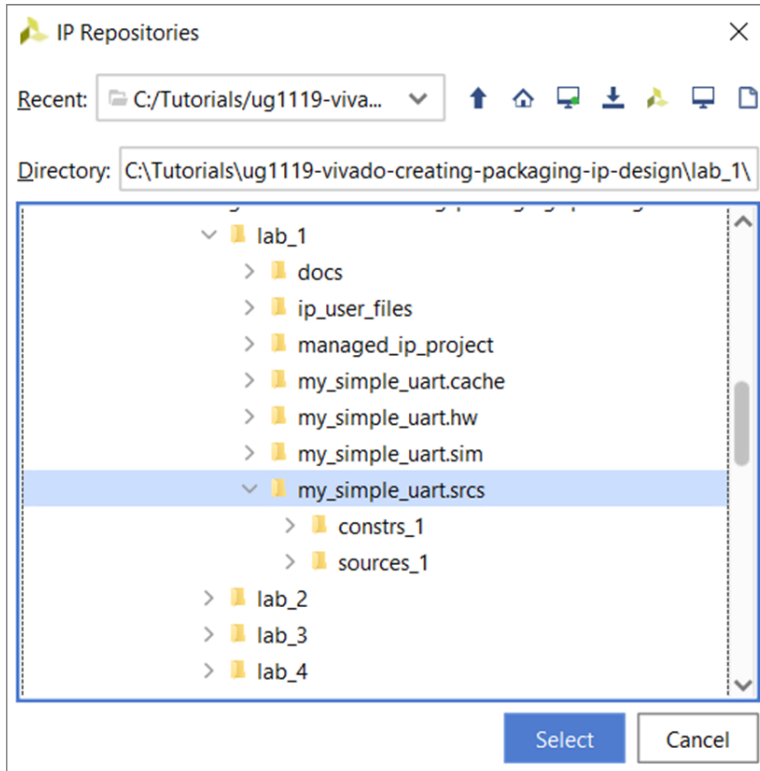 IP Repositories
Recent: C:/Tutorials/ug1119-viva...
Directory: C:\Tutorials\ug1119-vivado-creating-packaging-ip-design\lab_1\
lab_1
docs
ip_user_files
managed_ip_project
my_simple_uart.cache
my_simple_uart.hw
my_simple_uart.sim
my_simple_uart.srcs
constrs_1
sources_1
lab_2
lab_3
lab_4
Select Cancel